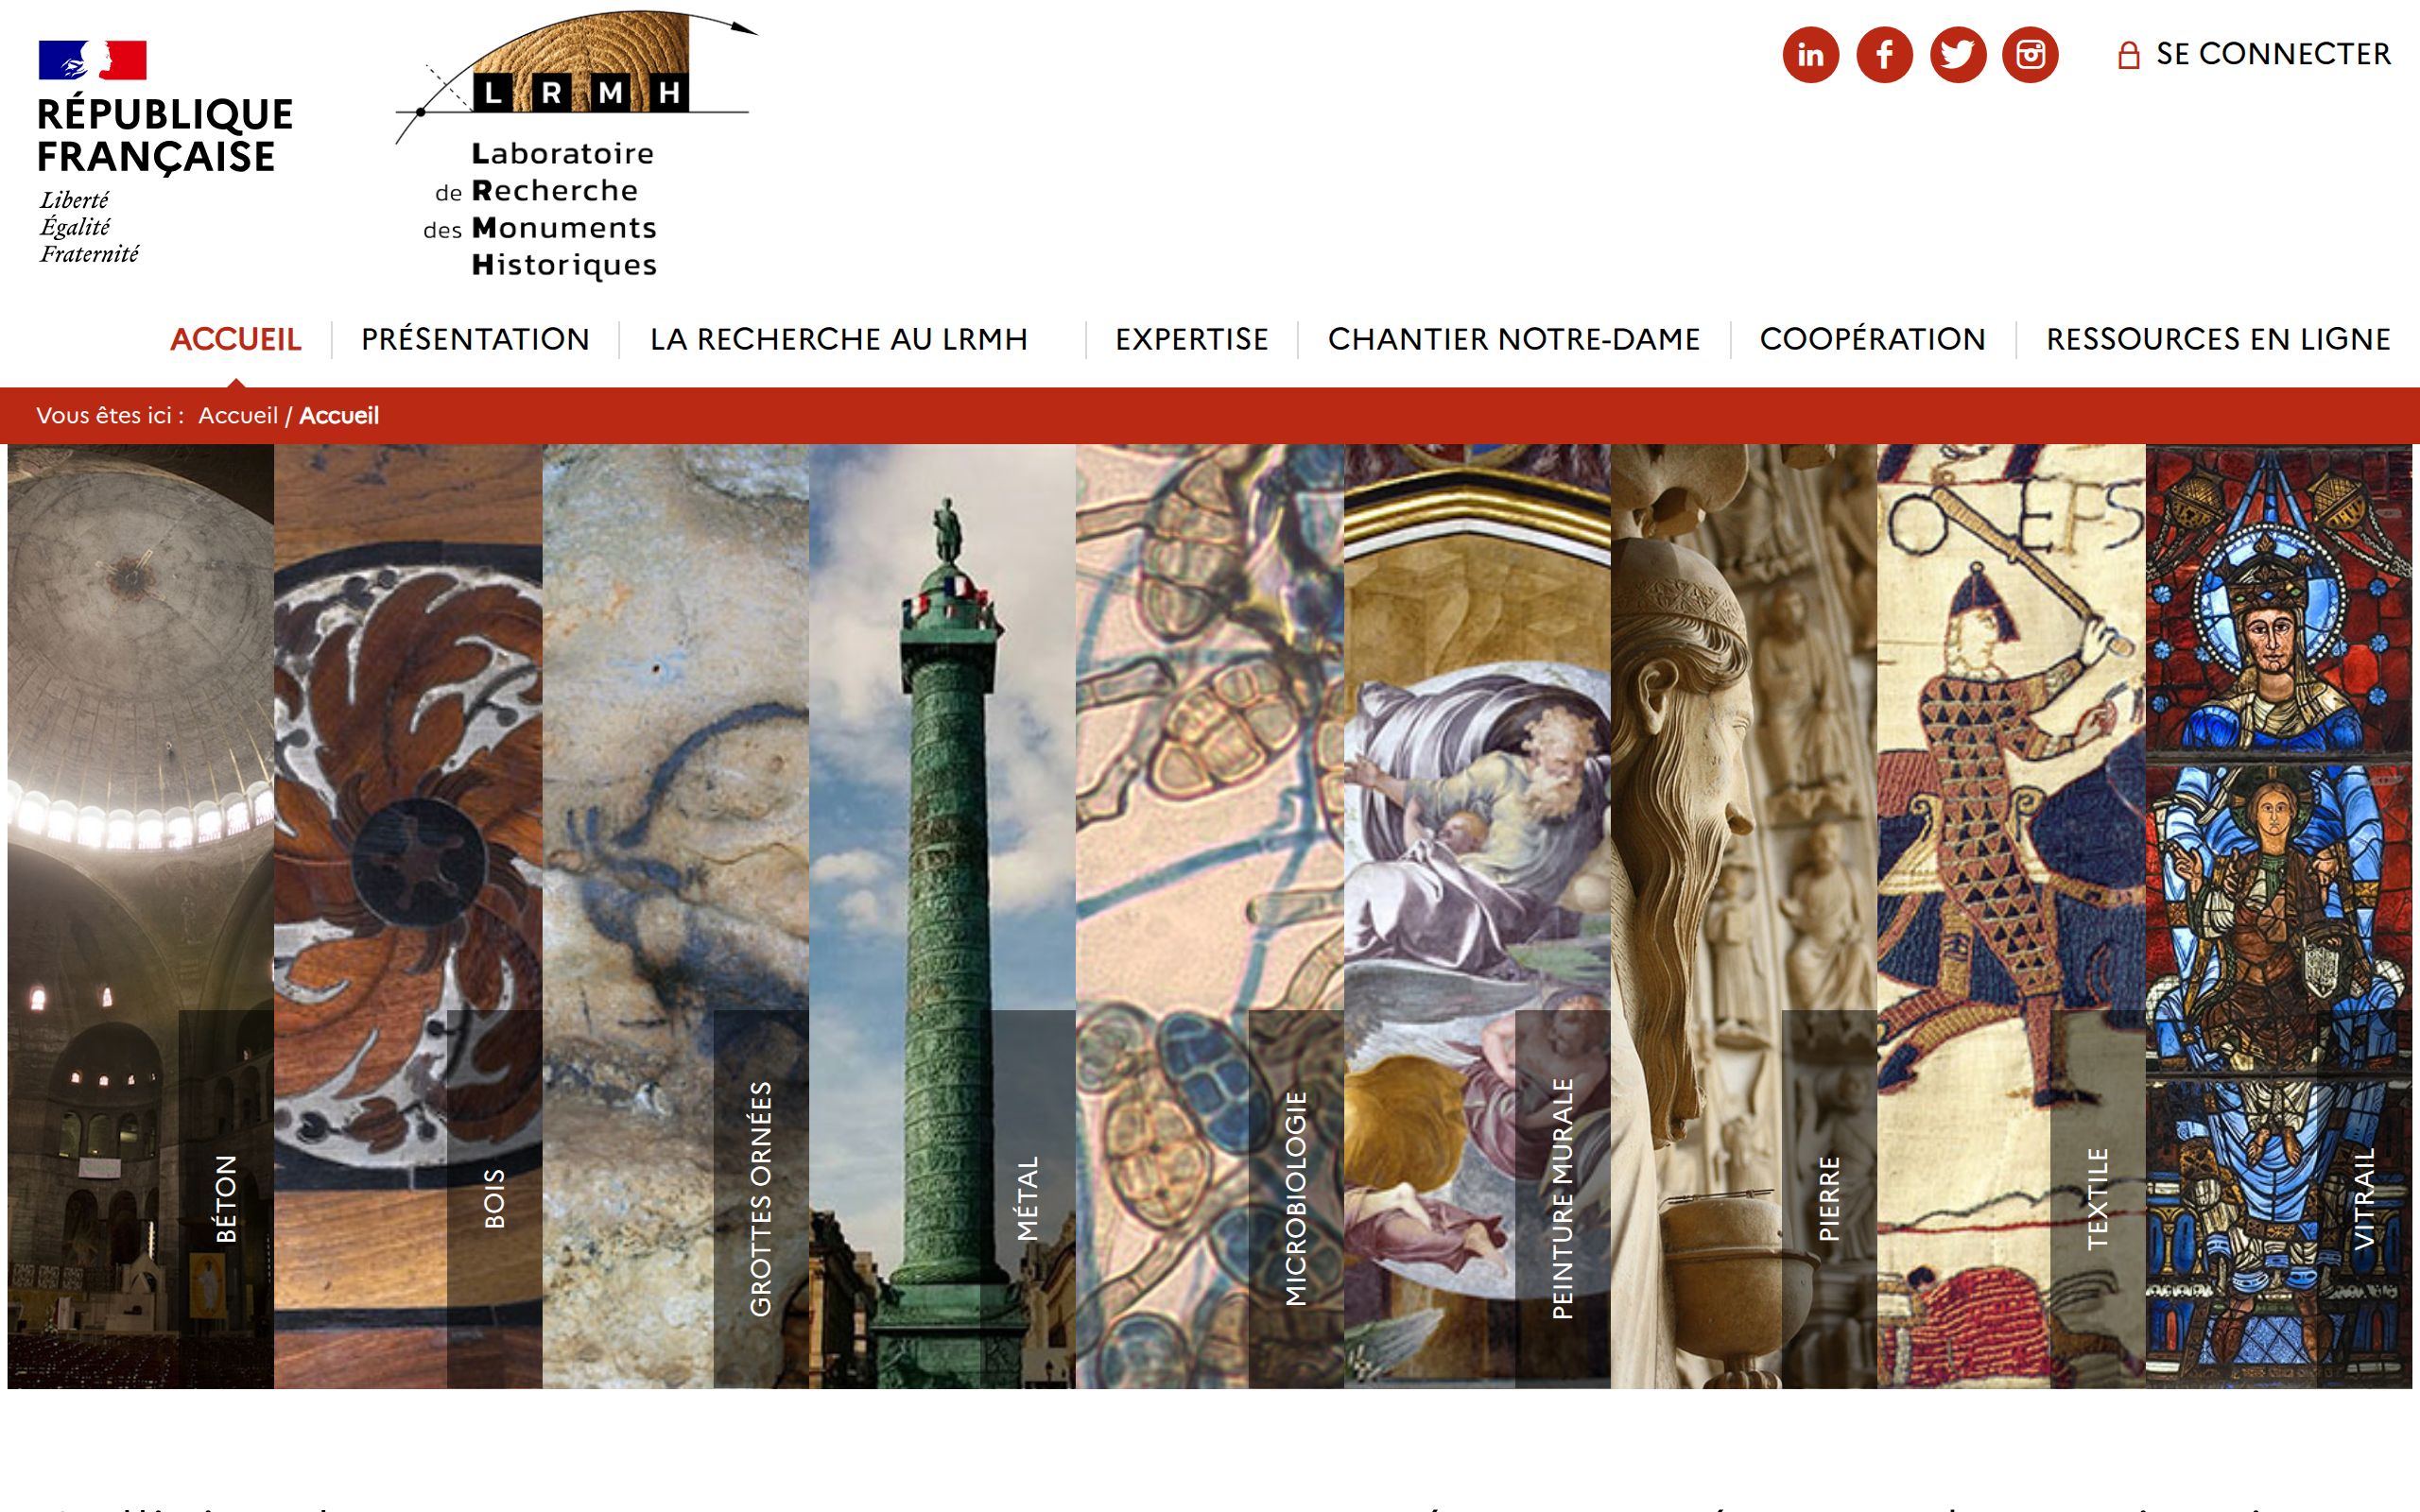 RÉPUBLIQUE
FRANÇAISE
Liberté
Égalité
Fraternité
L R M H
Laboratoire
de Recherche
des Monuments
Historiques
SE CONNECTER
ACCUEIL
PRÉSENTATION
LA RECHERCHE AU LRMH
EXPERTISE
CHANTIER NOTRE-DAME
COOPÉRATION
RESSOURCES EN LIGNE
Vous êtes ici : Accueil / Accueil
BÉTON
BOIS
GROTTES ORNÉES
MÉTAL
MICROBIOLOGIE
PEINTURE MURALE
PIERRE
TEXTILE
VITRAIL